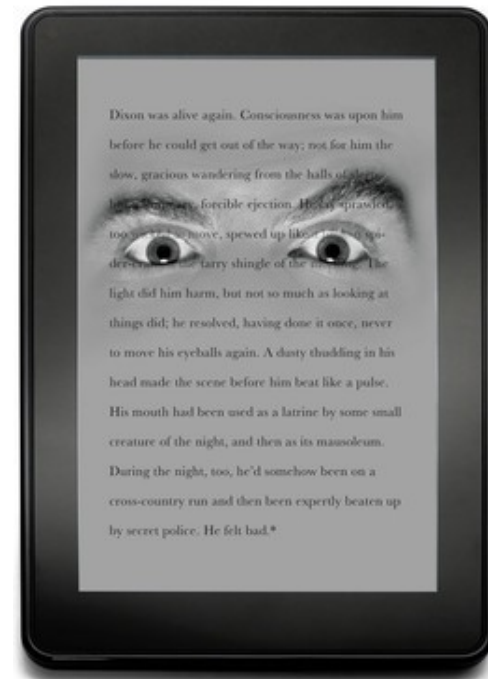 Dixon was alive again. Consciousness was upon him
before he could get out of the way; not for him the
slow, gracious wandering from the halls of sleep,
forcible ejection. He lay sprawled,
too move, spewed up like a spi-
der- tarry shingle of the The
light did him harm, but not so much as looking at
things did; he resolved, having done it once, never
to move his eyeballs again. A dusty thudding in his
head made the scene before him beat like a pulse.
His mouth had been used as a latrine by some small
creature of the night, and then as its mausoleum.
During the night, too, he'd somehow been on a
cross-country run and then been expertly beaten up
by secret police. He felt bad.*